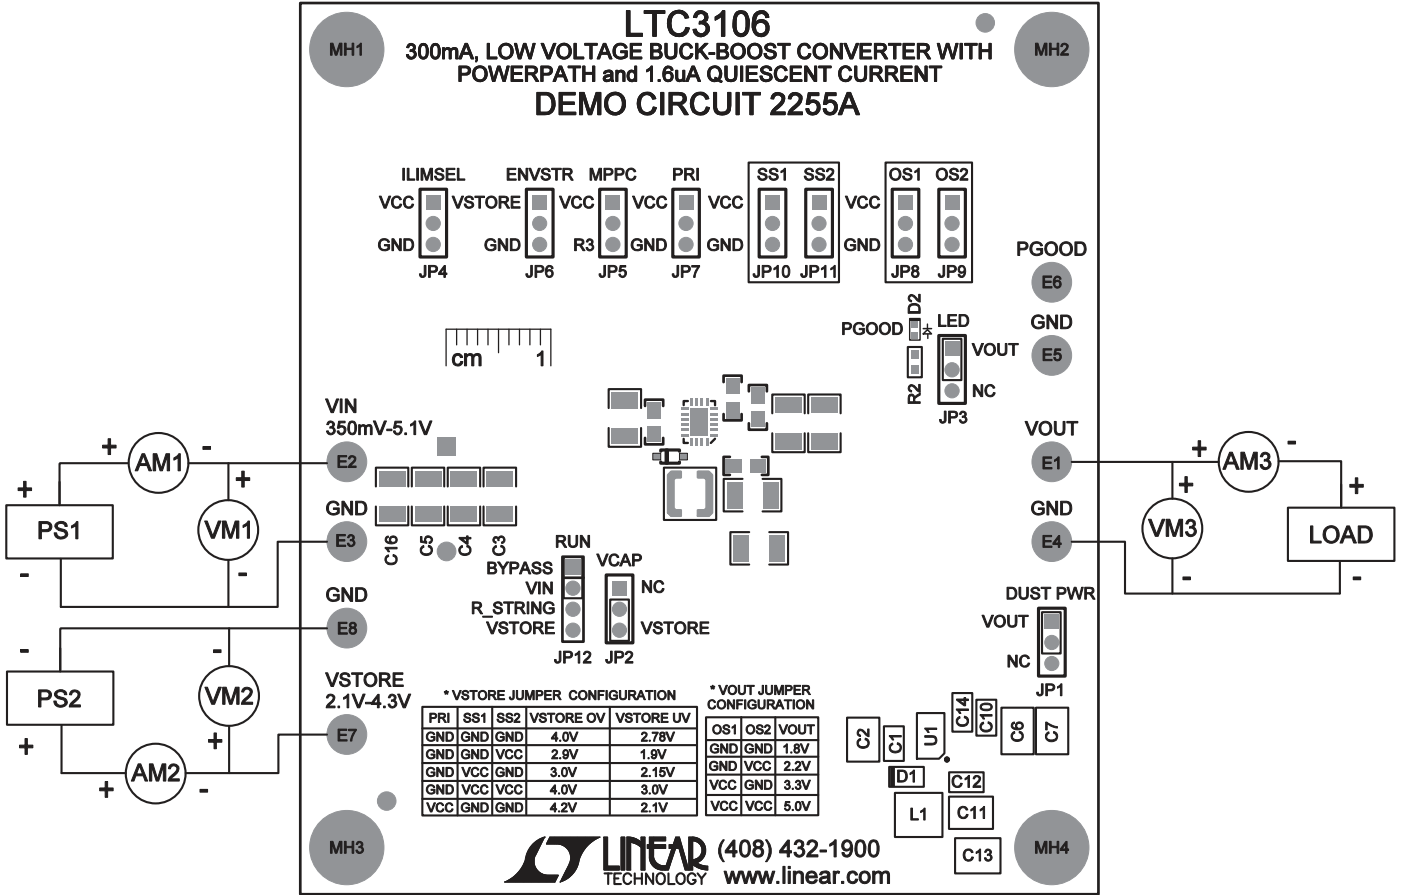 LTC3106
300mA, LOW VOLTAGE BUCK-BOOST CONVERTER WITH
POWERPATH and 1.6uA QUIESCENT CURRENT
DEMO CIRCUIT 2255A
MH1
MH2
ILIMSEL ENVSTR MPPC PRI SS1 SS2 OS1 OS2
VCC VSTORE VCC VCC VCC VCC
GND GND R3 GND GND GND
JP4 JP6 JP5 JP7 JP10 JP11 JP8 JP9
PGOOD
E6
GND
E5
D2
PGOOD
LED
VOUT
NC
R2
JP3
cm 1
VIN
350mV-5.1V
E2
GND
E3
C16 C5 C4 C3
+ AM1 -
+
PS1
-
+
VM1
-
VOUT
E1
GND
E4
+ AM3 -
+
VM3
-
+
LOAD
-
RUN
BYPASS
VIN
R_STRING
VSTORE
JP12
VCAP
NC
VSTORE
JP2
GND
E8
VSTORE
2.1V-4.3V
E7
-
PS2
+
-
VM2
+
+ AM2 -
DUST PWR
VOUT
NC
JP1
* VSTORE JUMPER CONFIGURATION
PRI SS1 SS2 VSTORE OV VSTORE UV
GND GND GND 4.0V 2.78V
GND GND VCC 2.9V 1.9V
GND VCC GND 3.0V 2.15V
GND VCC VCC 4.0V 3.0V
VCC GND GND 4.2V 2.1V
* VOUT JUMPER
CONFIGURATION
OS1 OS2 VOUT
GND GND 1.8V
GND VCC 2.2V
VCC GND 3.3V
VCC VCC 5.0V
C2 C1 U1 C14 C10 C6 C7
D1 C12
L1 C11
C13
MH3
MH4
LINEAR
TECHNOLOGY
(408) 432-1900
www.linear.com